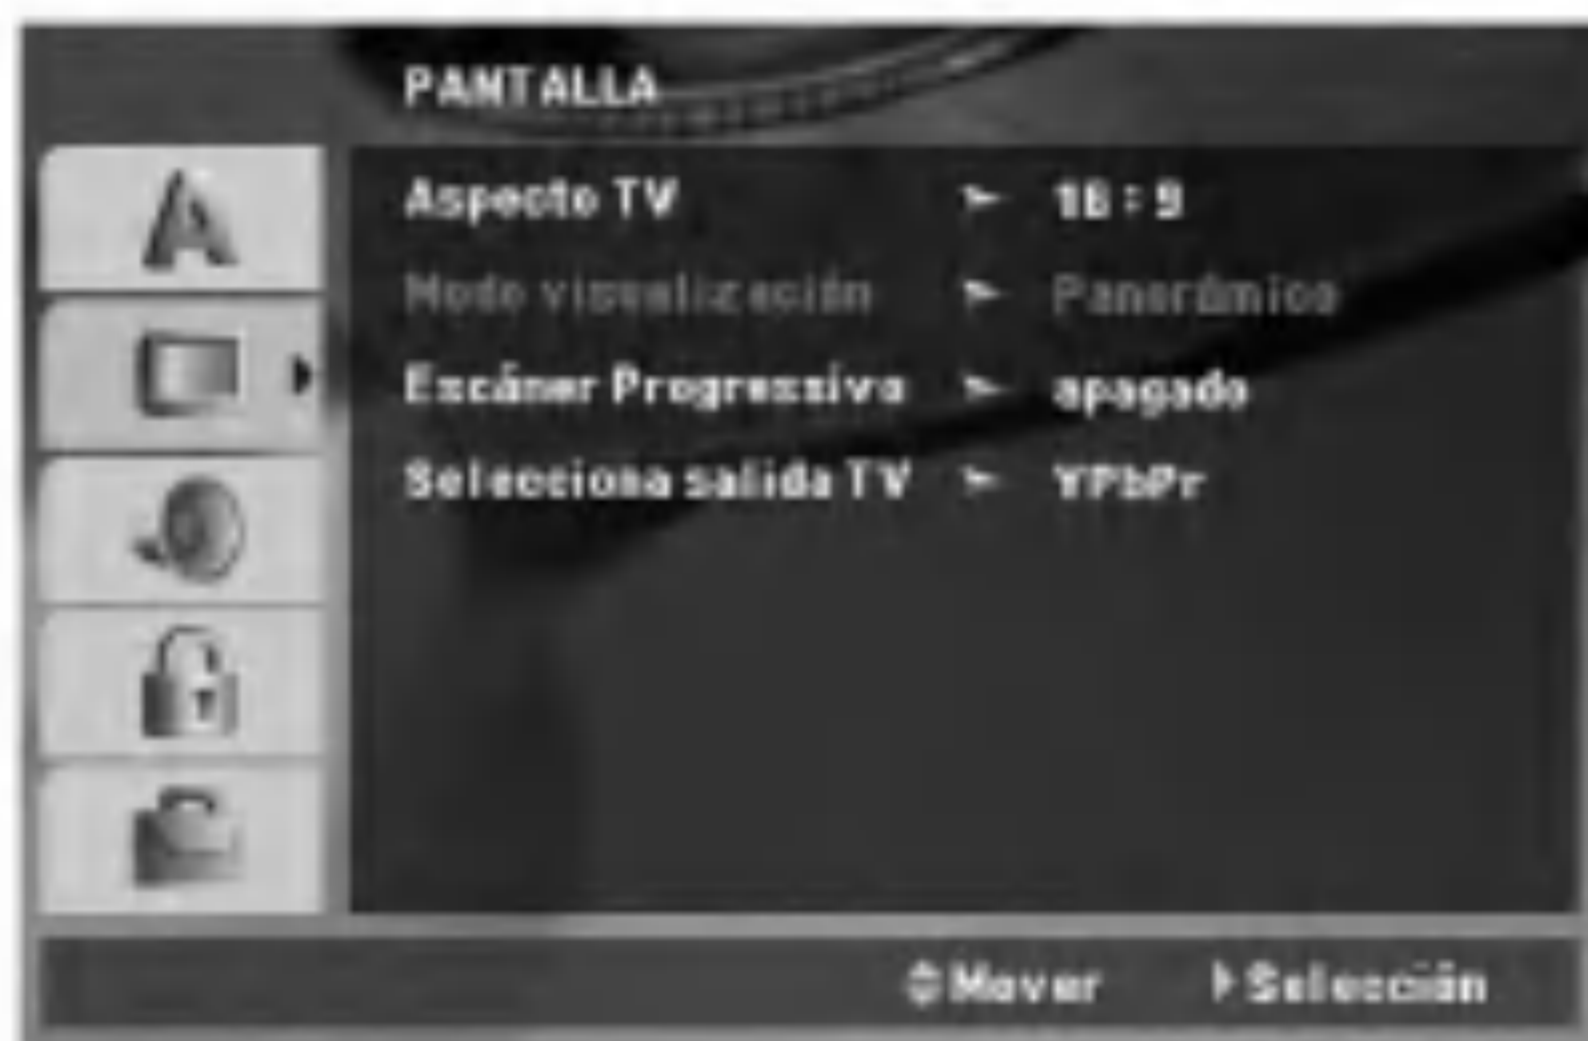 PANTALLA
Aspecto TV 16 : 9
Modo visualización Panorámico
Escáner Progressivo apagado
Selecciona salida TV YPbPr
Mover Selección